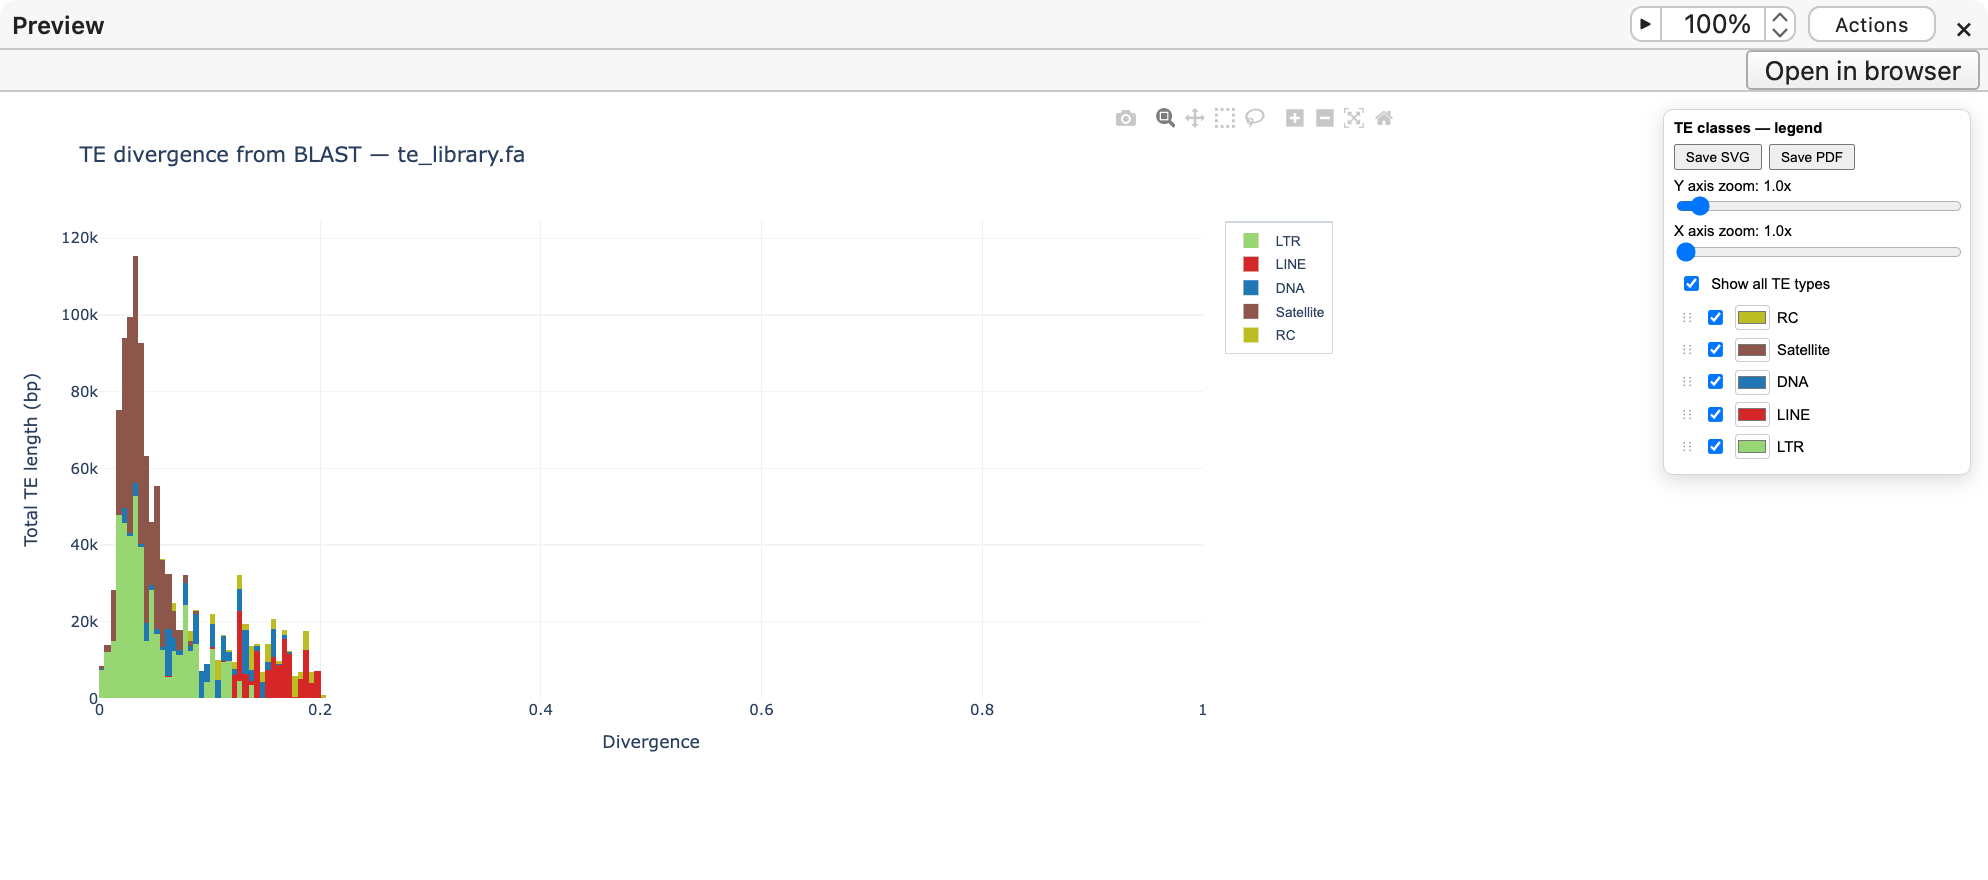 Preview
100%
Actions
Open in browser
TE divergence from BLAST — te_library.fa
120k
100k
80k
60k
40k
20k
0
Total TE length (bp)
0
0.2
0.4
0.6
0.8
1
Divergence
LTR
LINE
DNA
Satellite
RC
TE classes — legend
Save SVG
Save PDF
Y axis zoom: 1.0x
X axis zoom: 1.0x
Show all TE types
RC
Satellite
DNA
LINE
LTR